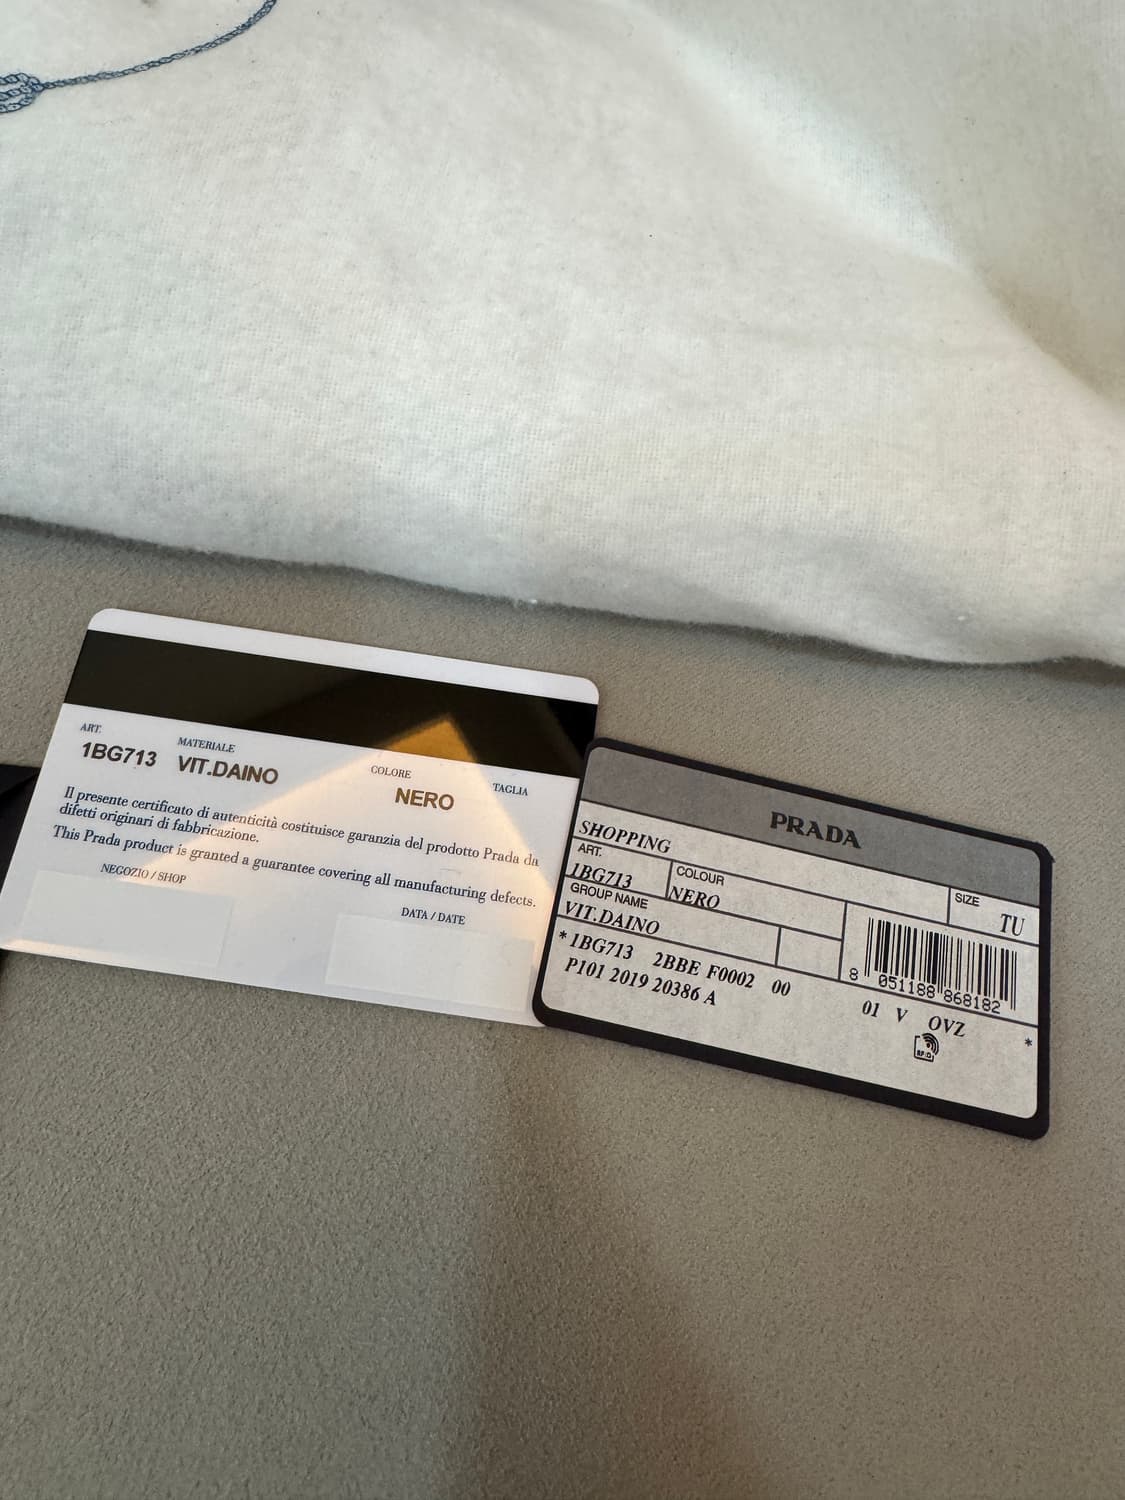 ART.
1BG713
MATERIALE
VIT.DAINO
COLORE
NERO
TAGLIA
Il presente certificato di autenticità costituisce garanzia del prodotto Prada da
difetti originari di fabbricazione.
This Prada product is granted a guarantee covering all manufacturing defects.
NEGOZIO / SHOP
DATA / DATE
PRADA
SHOPPING
ART.
1BG713
COLOUR
NERO
SIZE
TU
GROUP NAME
VIT.DAINO
*1BG713 2BBE F0002 00
P101 2019 20386 A
8 051188 868182
01 V OVZ
RFID
*